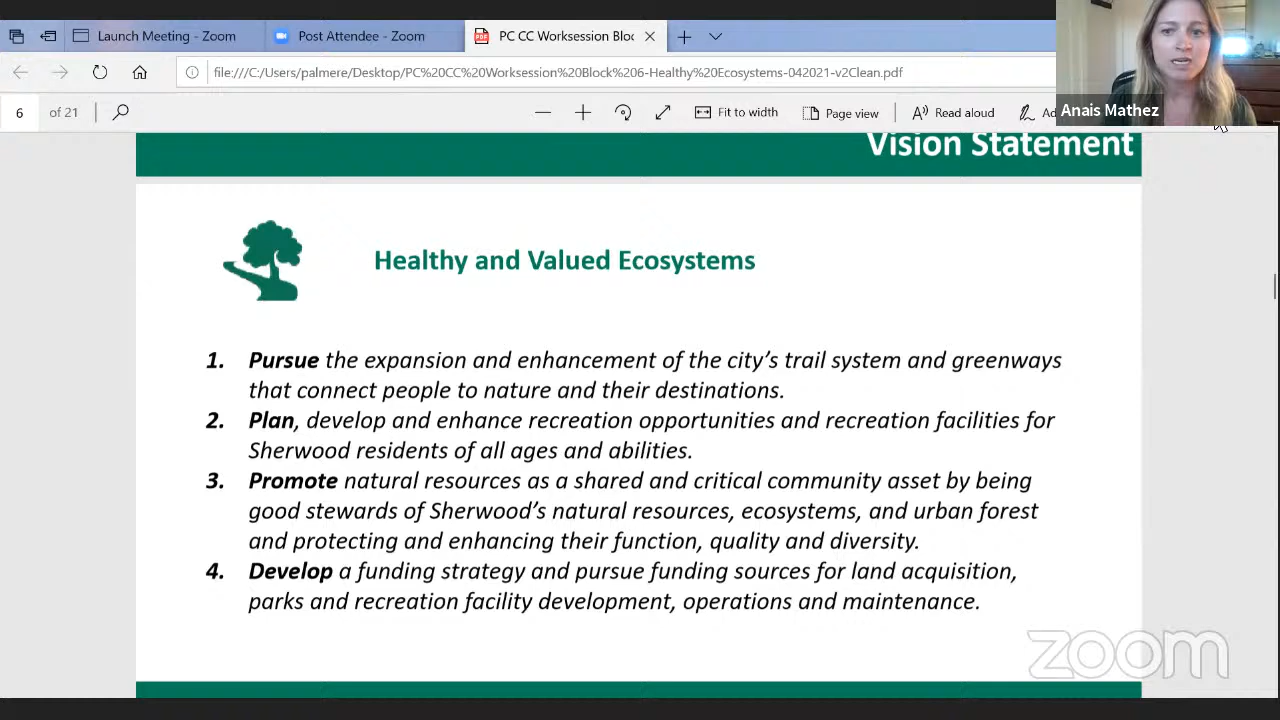 Launch Meeting - Zoom
Post Attendee - Zoom
PC CC Worksession Bloc
file:///C:/Users/palmere/Desktop/PC%20CC%20Worksession%20Block%206-Healthy%20Ecosystems-042021-v2Clean.pdf
6 of 21
Fit to width
Page view
Read aloud
Anais Mathez
Vision Statement
Healthy and Valued Ecosystems
1. Pursue the expansion and enhancement of the city's trail system and greenways
that connect people to nature and their destinations.
2. Plan, develop and enhance recreation opportunities and recreation facilities for
Sherwood residents of all ages and abilities.
3. Promote natural resources as a shared and critical community asset by being
good stewards of Sherwood's natural resources, ecosystems, and urban forest
and protecting and enhancing their function, quality and diversity.
4. Develop a funding strategy and pursue funding sources for land acquisition,
parks and recreation facility development, operations and maintenance.
zoom